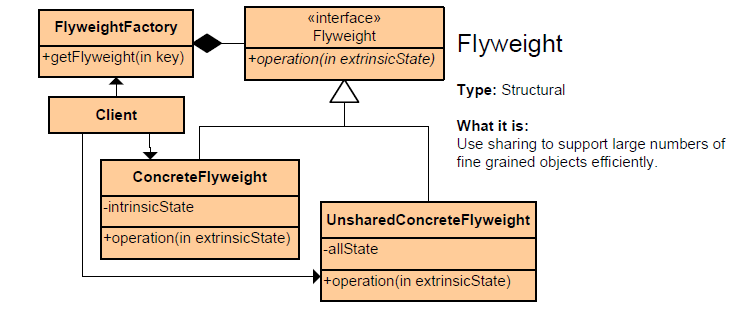 FlyweightFactory
+getFlyweight(in key)
«interface»
Flyweight
+operation(in extrinsicState)
Client
ConcreteFlyweight
-intrinsicState
+operation(in extrinsicState)
UnsharedConcreteFlyweight
-allState
+operation(in extrinsicState)
Flyweight
Type: Structural
What it is:
Use sharing to support large numbers of
fine grained objects efficiently.